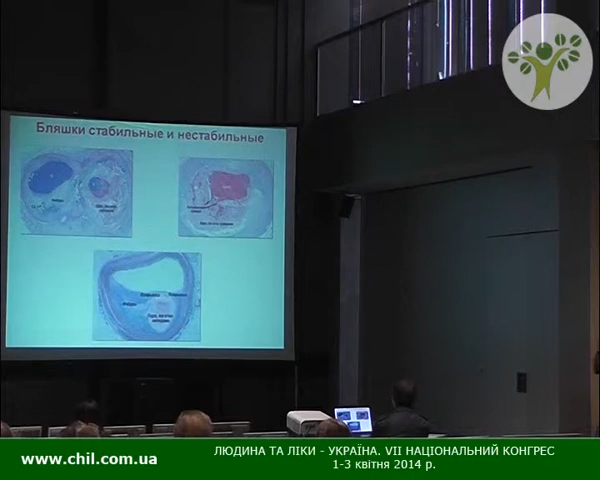 Бляшки стабильные и нестабильные
www.chil.com.ua
ЛЮДИНА ТА ЛІКИ - УКРАЇНА. VII НАЦІОНАЛЬНИЙ КОНГРЕС
1-3 квітня 2014 р.